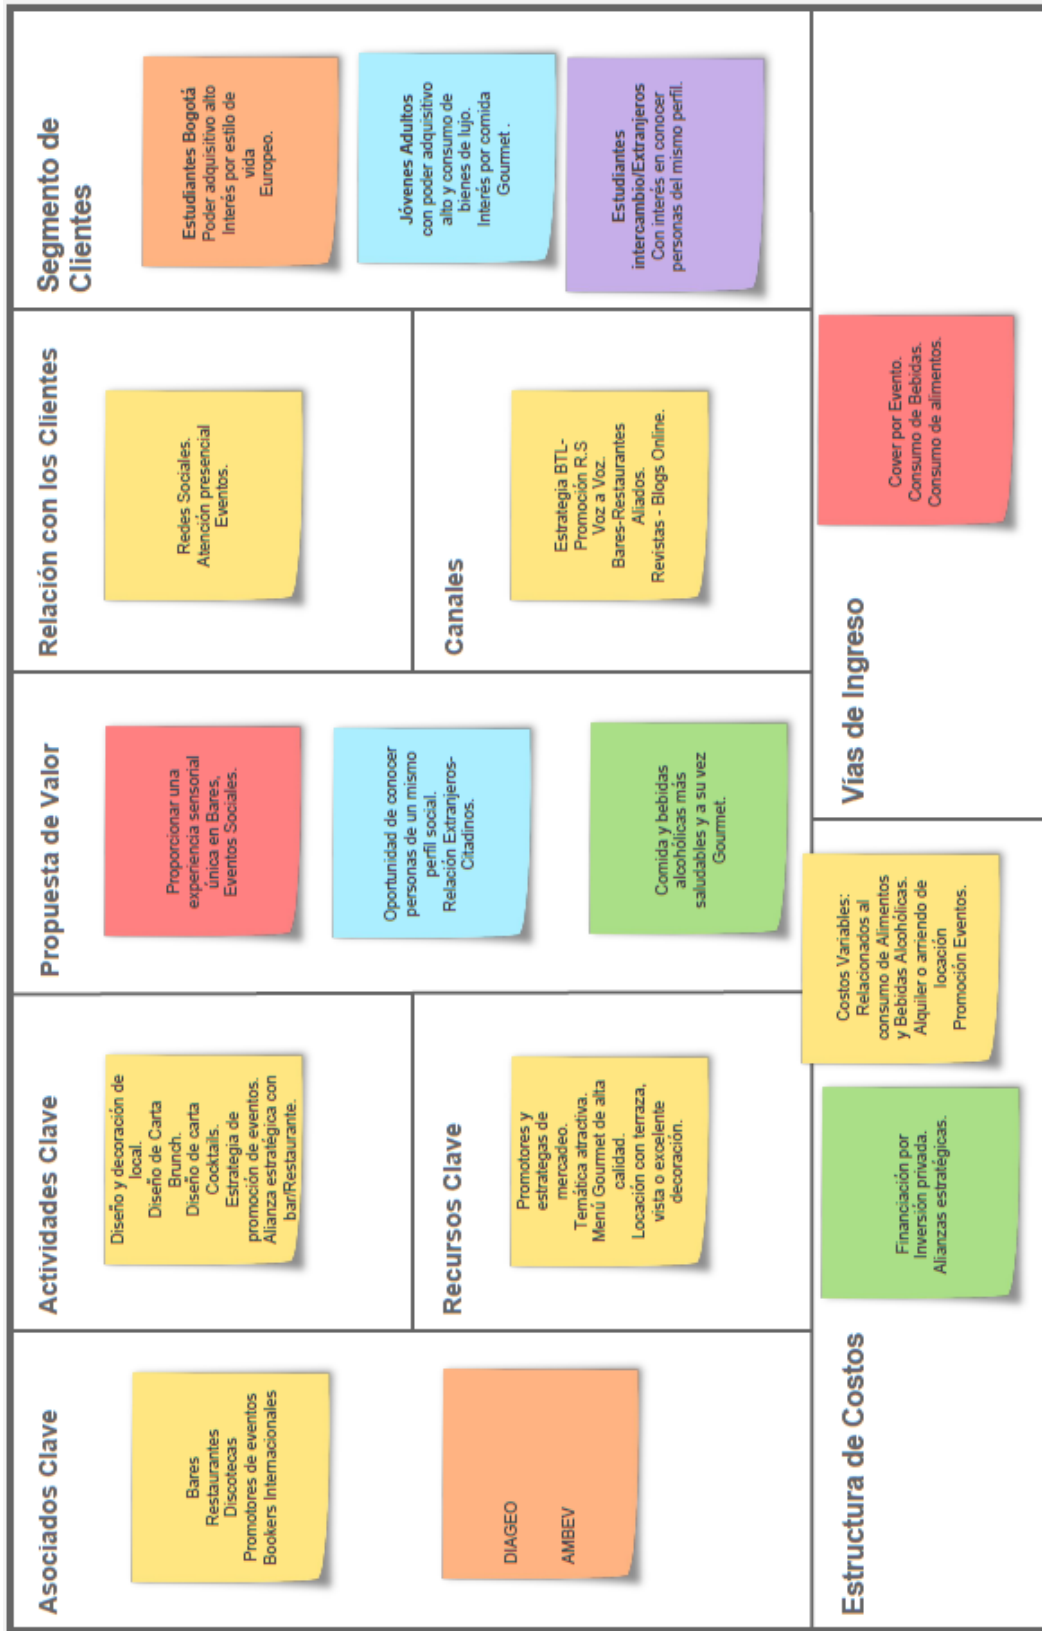 Asociados Clave
Bares
Restaurantes
Discotecas
Promotores de eventos
Bookers Internacionales
DIAGEO
AMBEV
Actividades Clave
Diseño y decoración de
local.
Diseño de Carta
Brunch.
Diseño de carta
Cocktails.
Estrategia de
promoción de eventos.
Alianza estratégica con
bar/Restaurante.
Recursos Clave
Promotores y
estrategas de
mercadeo.
Temática atractiva.
Menú Gourmet de alta
calidad.
Locación con terraza,
vista o excelente
decoración.
Propuesta de Valor
Proporcionar una
experiencia sensorial
única en Bares,
Eventos Sociales.
Oportunidad de conocer
personas de un mismo
perfil social.
Relación Extranjeros-
Citadinos.
Comida y bebidas
alcohólicas más
saludables y a su vez
Gourmet.
Relación con los Clientes
Redes Sociales.
Atención presencial
Eventos.
Canales
Estrategia BTL-
Promoción R.S
Voz a Voz.
Bares-Restaurantes
Aliados.
Revistas - Blogs Online.
Segmento de
Clientes
Estudiantes Bogotá
Poder adquisitivo alto
Interés por estilo de
vida
Europeo.
Jóvenes Adultos
con poder adquisitivo
alto y consumo de
bienes de lujo.
Interés por comida
Gourmet .
Estudiantes
intercambio/Extranjeros
Con interés en conocer
personas del mismo perfil.
Estructura de Costos
Financiación por
Inversión privada.
Alianzas estratégicas.
Costos Variables:
Relacionados al
consumo de Alimentos
y Bebidas Alcohólicas.
Alquiler o arriendo de
locación
Promoción Eventos.
Vías de Ingreso
Cover por Evento.
Consumo de Bebidas.
Consumo de alimentos.